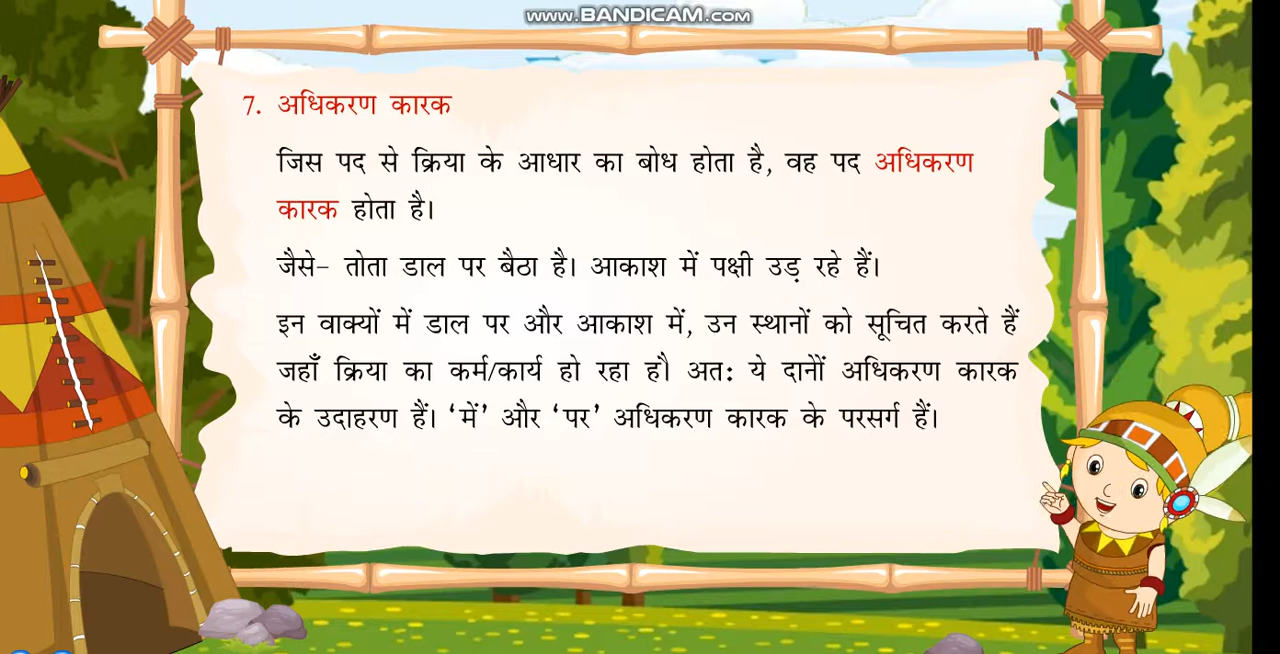 www.BANDICAM.com
7. अधिकरण कारक
जिस पद से क्रिया के आधार का बोध होता है, वह पद अधिकरण
कारक होता है।
जैसे- तोता डाल पर बैठा है। आकाश में पक्षी उड़ रहे हैं।
इन वाक्यों में डाल पर और आकाश में, उन स्थानों को सूचित करते हैं
जहाँ क्रिया का कर्म/कार्य हो रहा हौ। अतः ये दानोों अधिकरण कारक
के उदाहरण हैं। ‘में’ और ‘पर’ अधिकरण कारक के परसर्ग हैं।